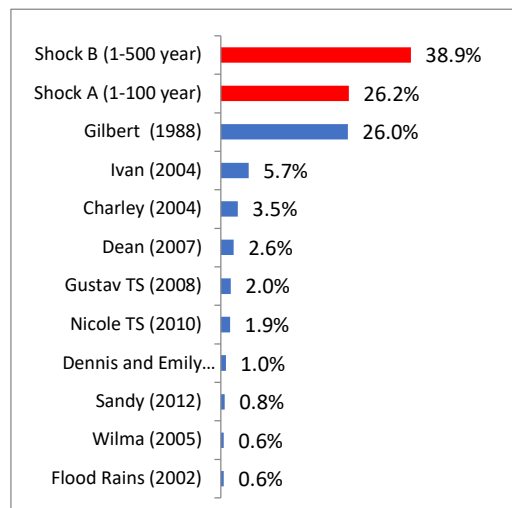 Shock B (1-500 year) 38.9%
Shock A (1-100 year) 26.2%
Gilbert (1988) 26.0%
Ivan (2004) 5.7%
Charley (2004) 3.5%
Dean (2007) 2.6%
Gustav TS (2008) 2.0%
Nicole TS (2010) 1.9%
Dennis and Emily... 1.0%
Sandy (2012) 0.8%
Wilma (2005) 0.6%
Flood Rains (2002) 0.6%